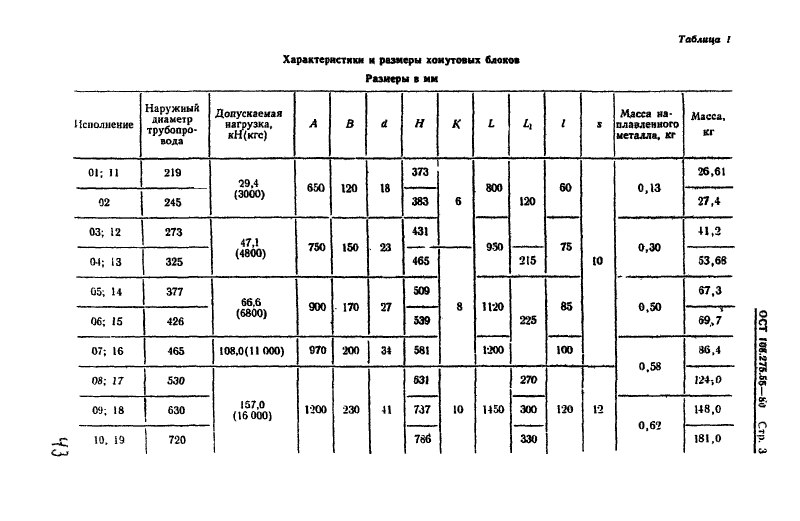 Таблица 1
Характеристики и размеры хомутовых блоков
Размеры в мм
Исполнение | Наружный диаметр трубопро-вода | Допускаемая нагрузка, кН(кгс) | A | B | d | H | K | L | L₁ | l | s | Масса на-плавленного металла, кг | Масса, кг
01; 11 | 219 | 29,4 (3000) | 650 | 120 | 18 | 373 | 6 | 800 | 120 | 60 | 10 | 0,13 | 26,61
02 | 245 | 383 | 27,4
03; 12 | 273 | 47,1 (4800) | 750 | 150 | 23 | 431 | 950 | 75 | 0,30 | 41,2
04; 13 | 325 | 465 | 8 | 215 | 53,68
05; 14 | 377 | 66,6 (6800) | 900 | 170 | 27 | 509 | 1120 | 225 | 85 | 0,50 | 67,3
06; 15 | 426 | 539 | 69,7
07; 16 | 465 | 108,0(11 000) | 970 | 200 | 34 | 581 | 1200 | 100 | 0,58 | 86,4
08; 17 | 530 | 157,0 (16 000) | 1200 | 230 | 41 | 631 | 10 | 1450 | 270 | 120 | 12 | 124,0
09; 18 | 630 | 737 | 300 | 0,62 | 148,0
10, 19 | 720 | 786 | 330 | 181,0
ОСТ 108.275.55—80 Стр. 3
43